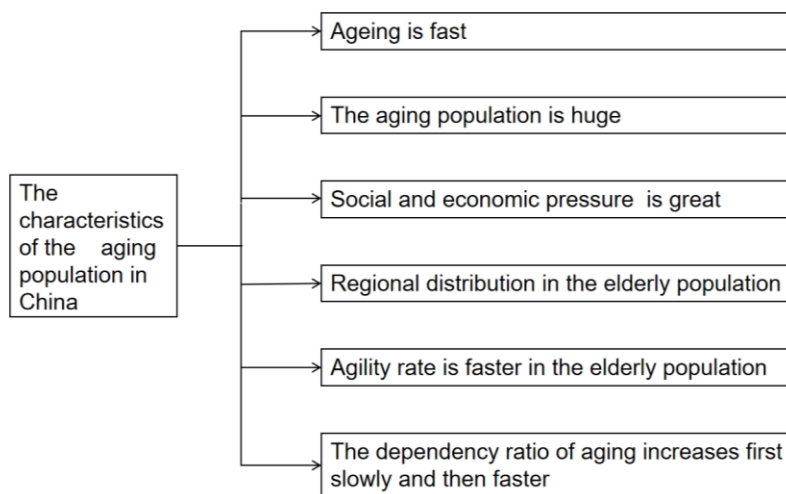 The
characteristics
of the aging
population in
China
Ageing is fast
The aging population is huge
Social and economic pressure is great
Regional distribution in the elderly population
Agility rate is faster in the elderly population
The dependency ratio of aging increases first
slowly and then faster